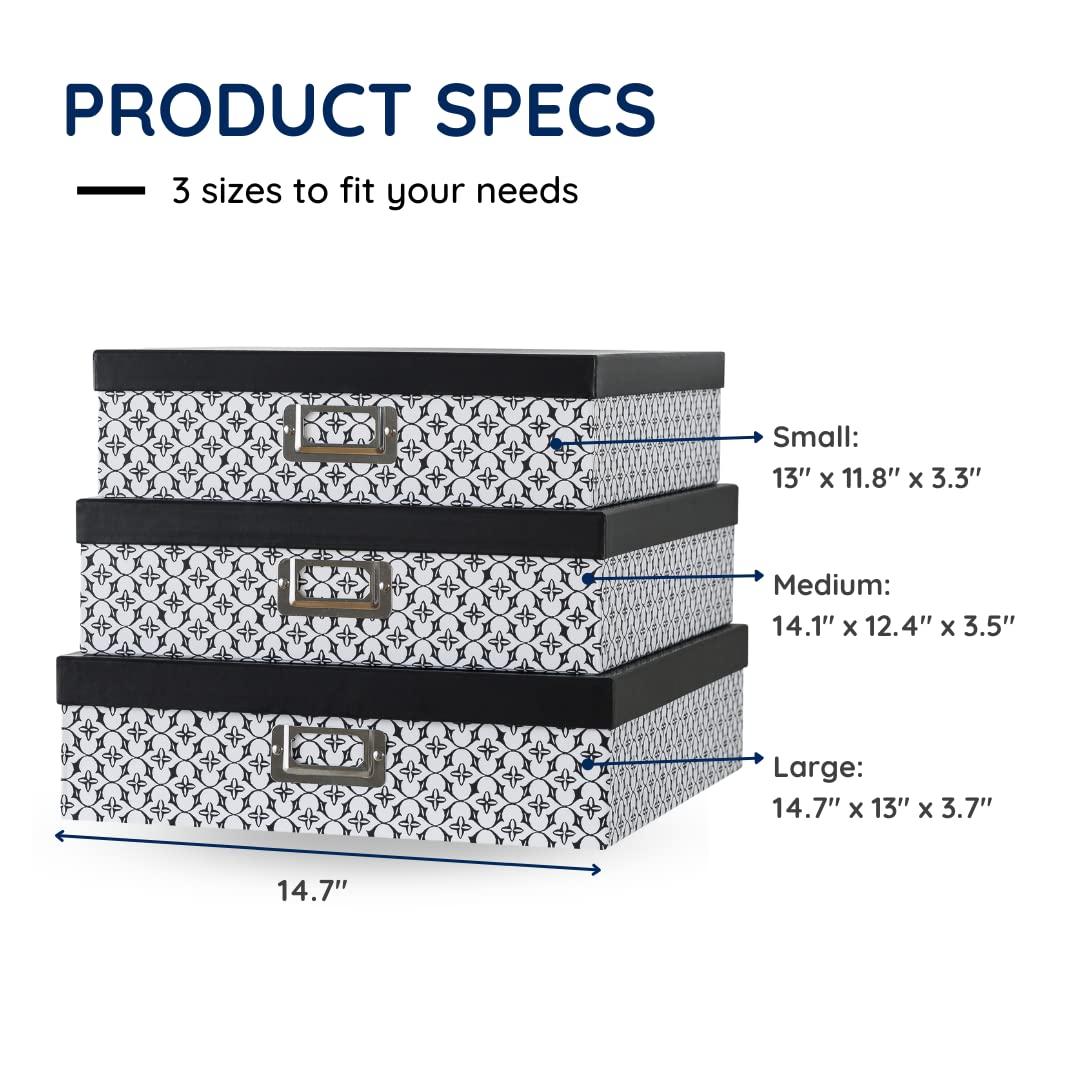 PRODUCT SPECS
3 sizes to fit your needs
Small:
13" x 11.8" x 3.3"
Medium:
14.1" x 12.4" x 3.5"
Large:
14.7" x 13" x 3.7"
14.7"